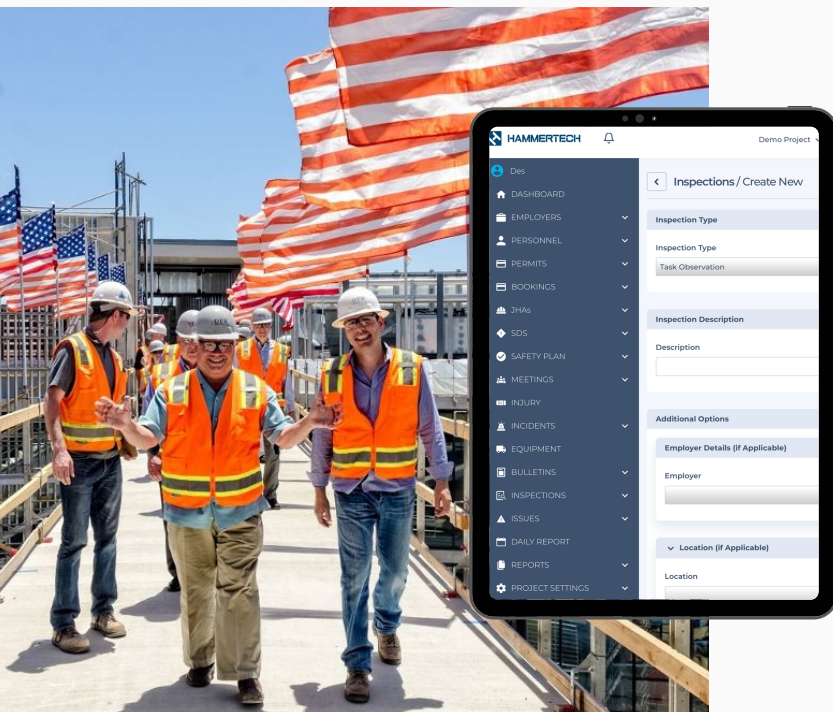 HAMMERTECH
Demo Project
Des
DASHBOARD
EMPLOYERS
PERSONNEL
PERMITS
BOOKINGS
JHAs
SDS
SAFETY PLAN
MEETINGS
INJURY
INCIDENTS
EQUIPMENT
BULLETINS
INSPECTIONS
ISSUES
DAILY REPORT
REPORTS
PROJECT SETTINGS
Inspections / Create New
Inspection Type
Inspection Type
Task Observation
Inspection Description
Description
Additional Options
Employer Details (if Applicable)
Employer
Location (if Applicable)
Location